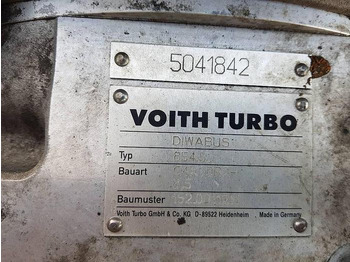 5041842
VOITH TURBO
DIWABUS
Typ
Bauart
Baumuster
Voith Turbo GmbH & Co. KG D-89522 Heidenheim Made in Germany